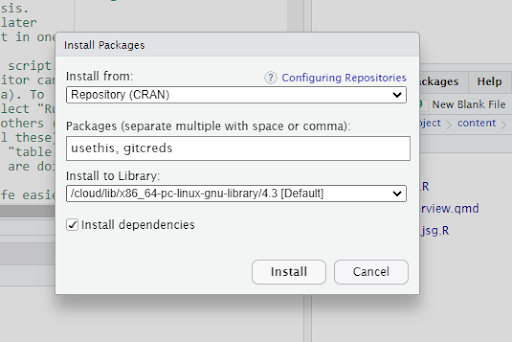 sis.
later
t in one
script
itor can
a). To
lect "Ru
others (
l these)
"table
are doi
fe easie
Install Packages
Install from:
? Configuring Repositories
Repository (CRAN)
Packages (separate multiple with space or comma):
usethis, gitcreds
Install to Library:
/cloud/lib/x86_64-pc-linux-gnu-library/4.3 [Default]
Install dependencies
Install
Cancel
ckages Help
New Blank File
oject content
.R
erview.qmd
_jsg.R